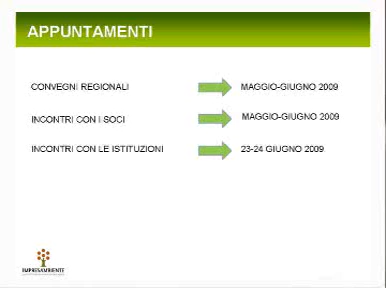 APPUNTAMENTI
CONVEGNI REGIONALI MAGGIO-GIUGNO 2009
INCONTRI CON I SOCI MAGGIO-GIUGNO 2009
INCONTRI CON LE ISTITUZIONI 23-24 GIUGNO 2009
IMPRESAMBIENTE